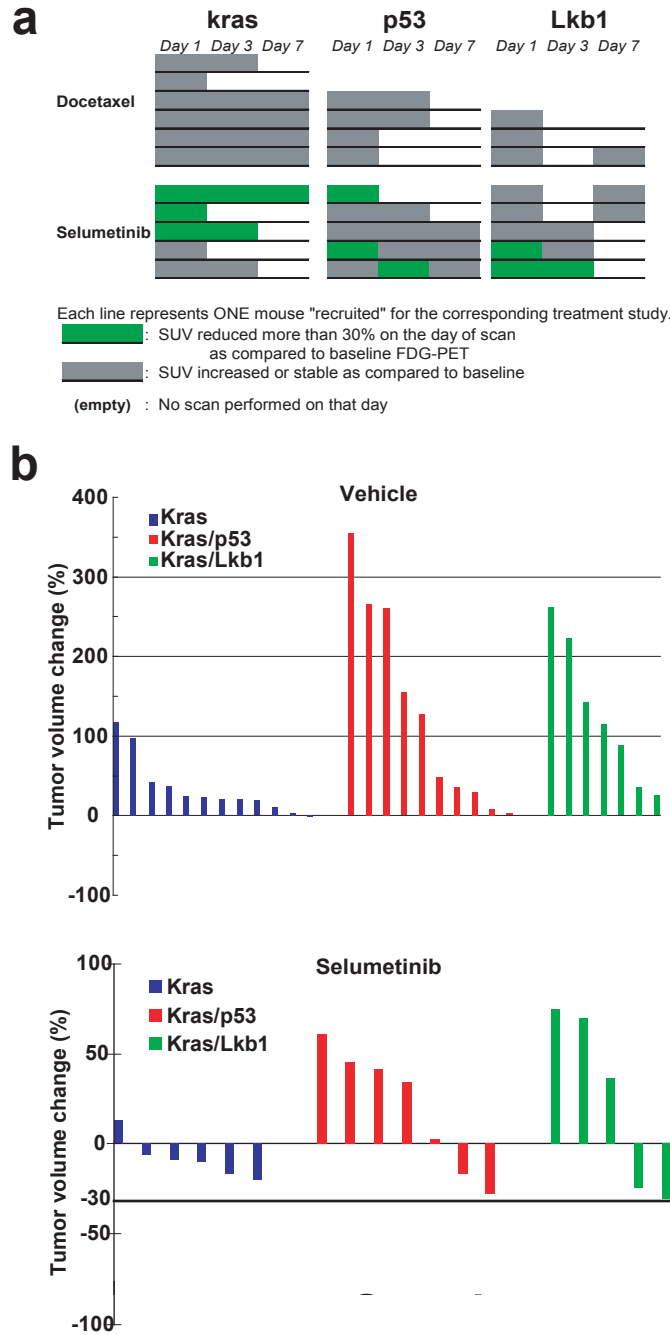 a
kras p53 Lkb1
Day 1 Day 3 Day 7 Day 1 Day 3 Day 7 Day 1 Day 3 Day 7
Docetaxel
Selumetinib
Each line represents ONE mouse "recruited" for the corresponding treatment study.
: SUV reduced more than 30% on the day of scan
as compared to baseline FDG-PET
: SUV increased or stable as compared to baseline
(empty) : No scan performed on that day
b
Vehicle
Tumor volume change (%)
400
300
200
100
0
-100
Kras
Kras/p53
Kras/Lkb1
Selumetinib
Tumor volume change (%)
100
50
0
-30
-50
-100
Kras
Kras/p53
Kras/Lkb1